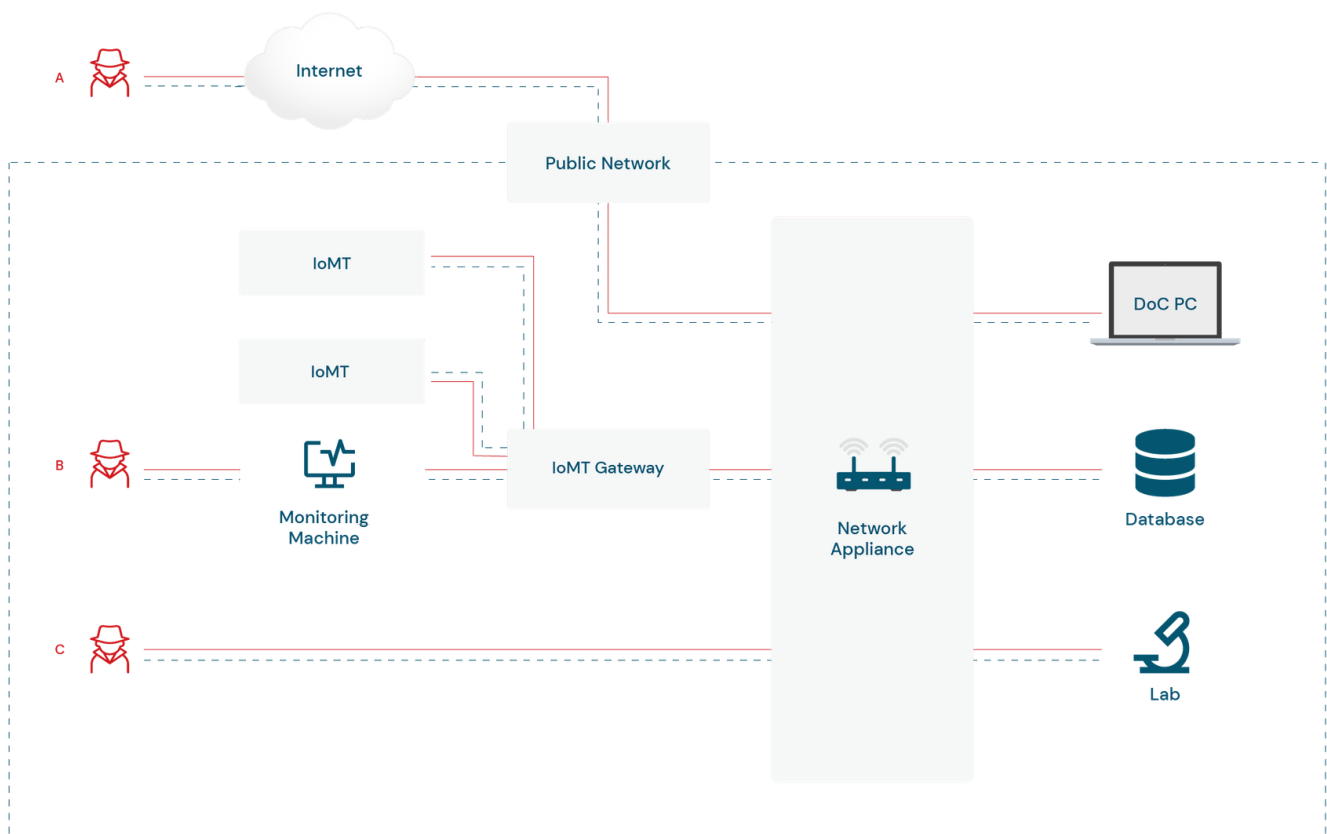 A
Internet
Public Network
IoMT
DoC PC
IoMT
B
IoMT Gateway
Monitoring
Machine
Network
Appliance
Database
C
Lab